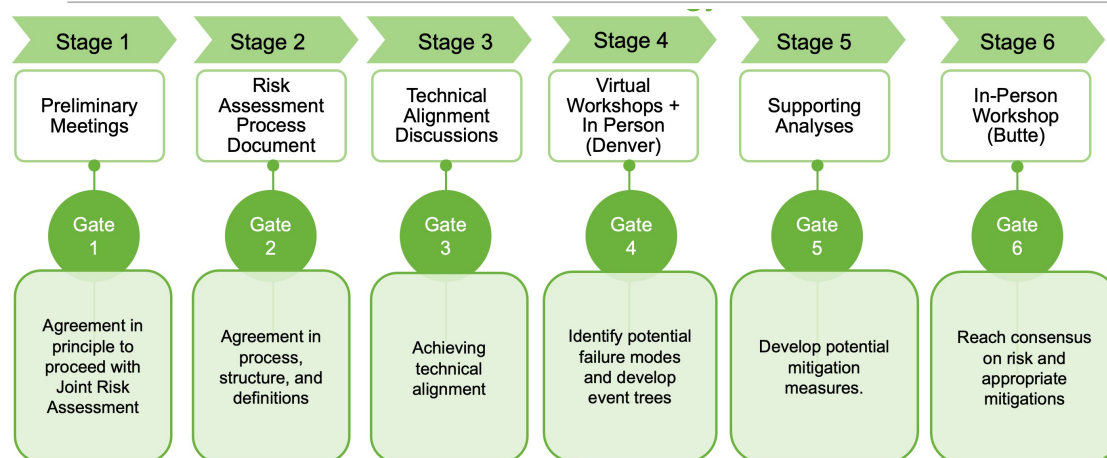 Stage 1
Stage 2
Stage 3
Stage 4
Stage 5
Stage 6
Preliminary
Meetings
Risk
Assessment
Process
Document
Technical
Alignment
Discussions
Virtual
Workshops +
In Person
(Denver)
Supporting
Analyses
In-Person
Workshop
(Butte)
Gate
1
Gate
2
Gate
3
Gate
4
Gate
5
Gate
6
Agreement in
principle to
proceed with
Joint Risk
Assessment
Agreement in
process,
structure, and
definitions
Achieving
technical
alignment
Identify potential
failure modes
and develop
event trees
Develop potential
mitigation
measures.
Reach consensus
on risk and
appropriate
mitigations